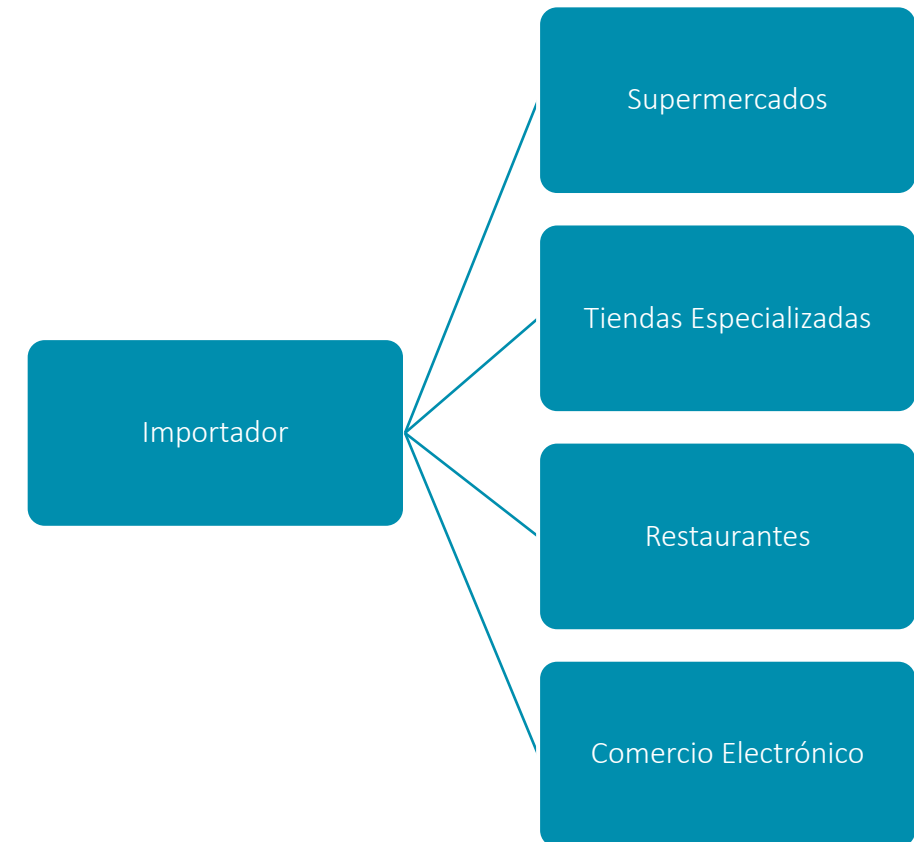 Supermercados
Tiendas Especializadas
Importador
Restaurantes
Comercio Electrónico